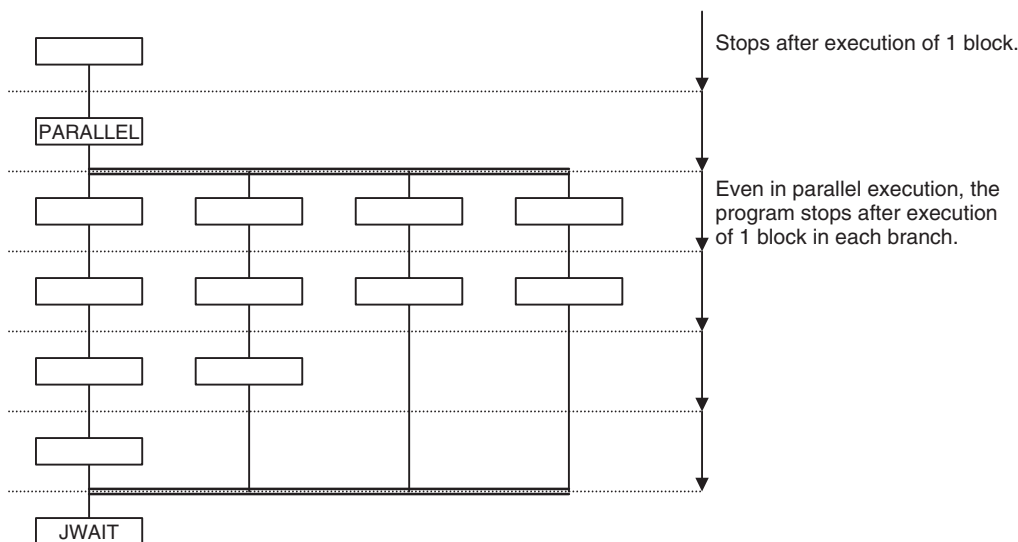 Stops after execution of 1 block.
PARALLEL
Even in parallel execution, the
program stops after execution
of 1 block in each branch.
JWAIT